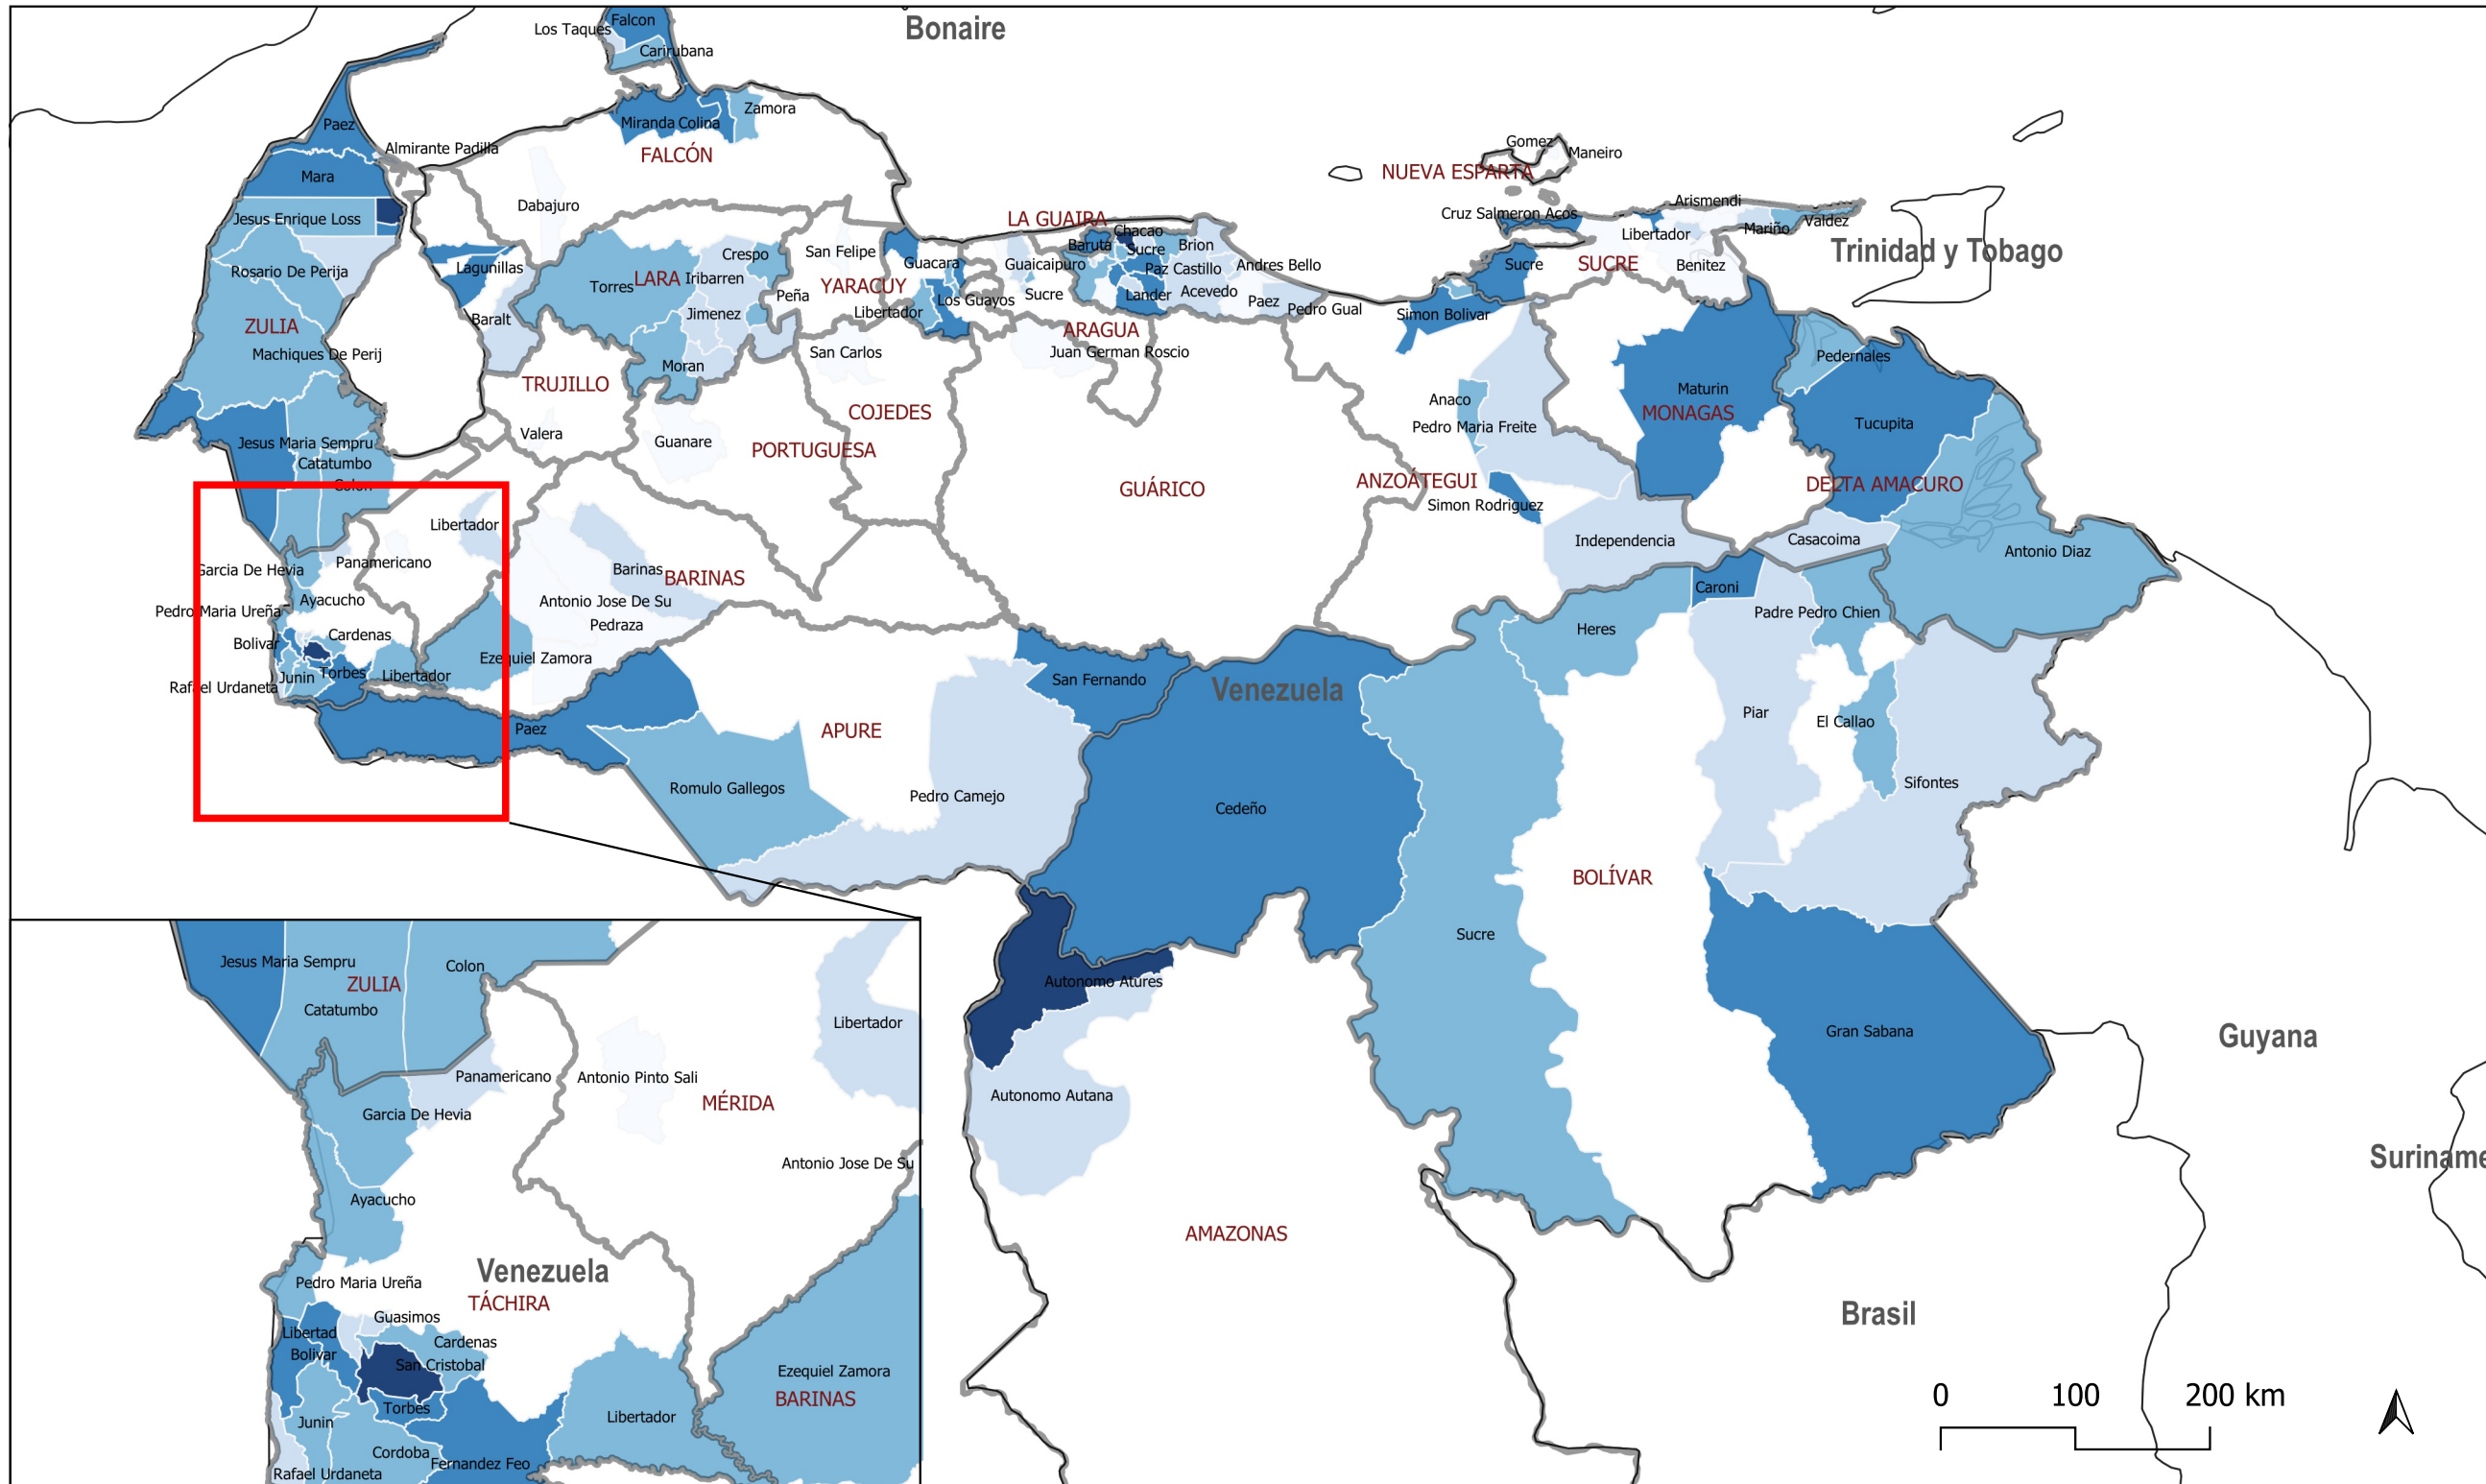 Bonaire
Falcon
Los Taques
Carirubana
Zamora
Miranda
Colina
FALCÓN
Paez
Almirante Padilla
Mara
Jesus Enrique Loss
Rosario De Perija
ZULIA
Machiques De Perij
Jesus Maria Sempru
Catatumbo
Colon
Dabajuro
Lagunillas
Baralt
Torres
LARA
Iribarren
Crespo
Jimenez
Moran
San Felipe
YARACUY
Peña
Guacara
Libertador
Los Guayos
San Carlos
TRUJILLO
Valera
Guanare
PORTUGUESA
COJEDES
LA GUAIRA
Chacao
Baruta
Sucre
Brion
Guaicaipuro
Paz Castillo
Andres Bello
Sucre
Lander
Acevedo
Paez
Pedro Gual
ARAGUA
Juan German Roscio
GUÁRICO
Gomez
Maneiro
NUEVA ESPARTA
Cruz Salmeron Acos
Arismendi
Libertador
Mariño
Valdez
Trinidad y Tobago
Sucre
SUCRE
Benitez
Simon Bolivar
Anaco
Pedro Maria Freite
ANZOÁTEGUI
Simon Rodriguez
Independencia
Maturin
MONAGAS
Pedernales
Tucupita
DELTA AMACURO
Casacoima
Antonio Diaz
Libertador
Garcia De Hevia
Panamericano
Pedro Maria Ureña
Ayacucho
Bolivar
Cardenas
Rafael Urdaneta
Junin
Torbes
Libertador
Barinas
BARINAS
Antonio Jose De Su
Pedraza
Ezequiel Zamora
Paez
APURE
Romulo Gallegos
Pedro Camejo
San Fernando
Venezuela
Cedeño
Heres
Caroni
Padre Pedro Chien
Piar
El Callao
Sifontes
BOLÍVAR
Sucre
Gran Sabana
Autonomo Atures
Autonomo Autana
AMAZONAS
Guyana
Suriname
Brasil
0 100 200 km
Jesus Maria Sempru
ZULIA
Colon
Catatumbo
Libertador
Panamericano
Antonio Pinto Sali
MÉRIDA
Garcia De Hevia
Antonio Jose De Su
Ayacucho
Pedro Maria Ureña
Venezuela
TÁCHIRA
Guasimos
Libertad
Cardenas
Bolivar
San Cristobal
Ezequiel Zamora
BARINAS
Torbes
Junin
Libertador
Cordoba
Fernandez Feo
Rafael Urdaneta